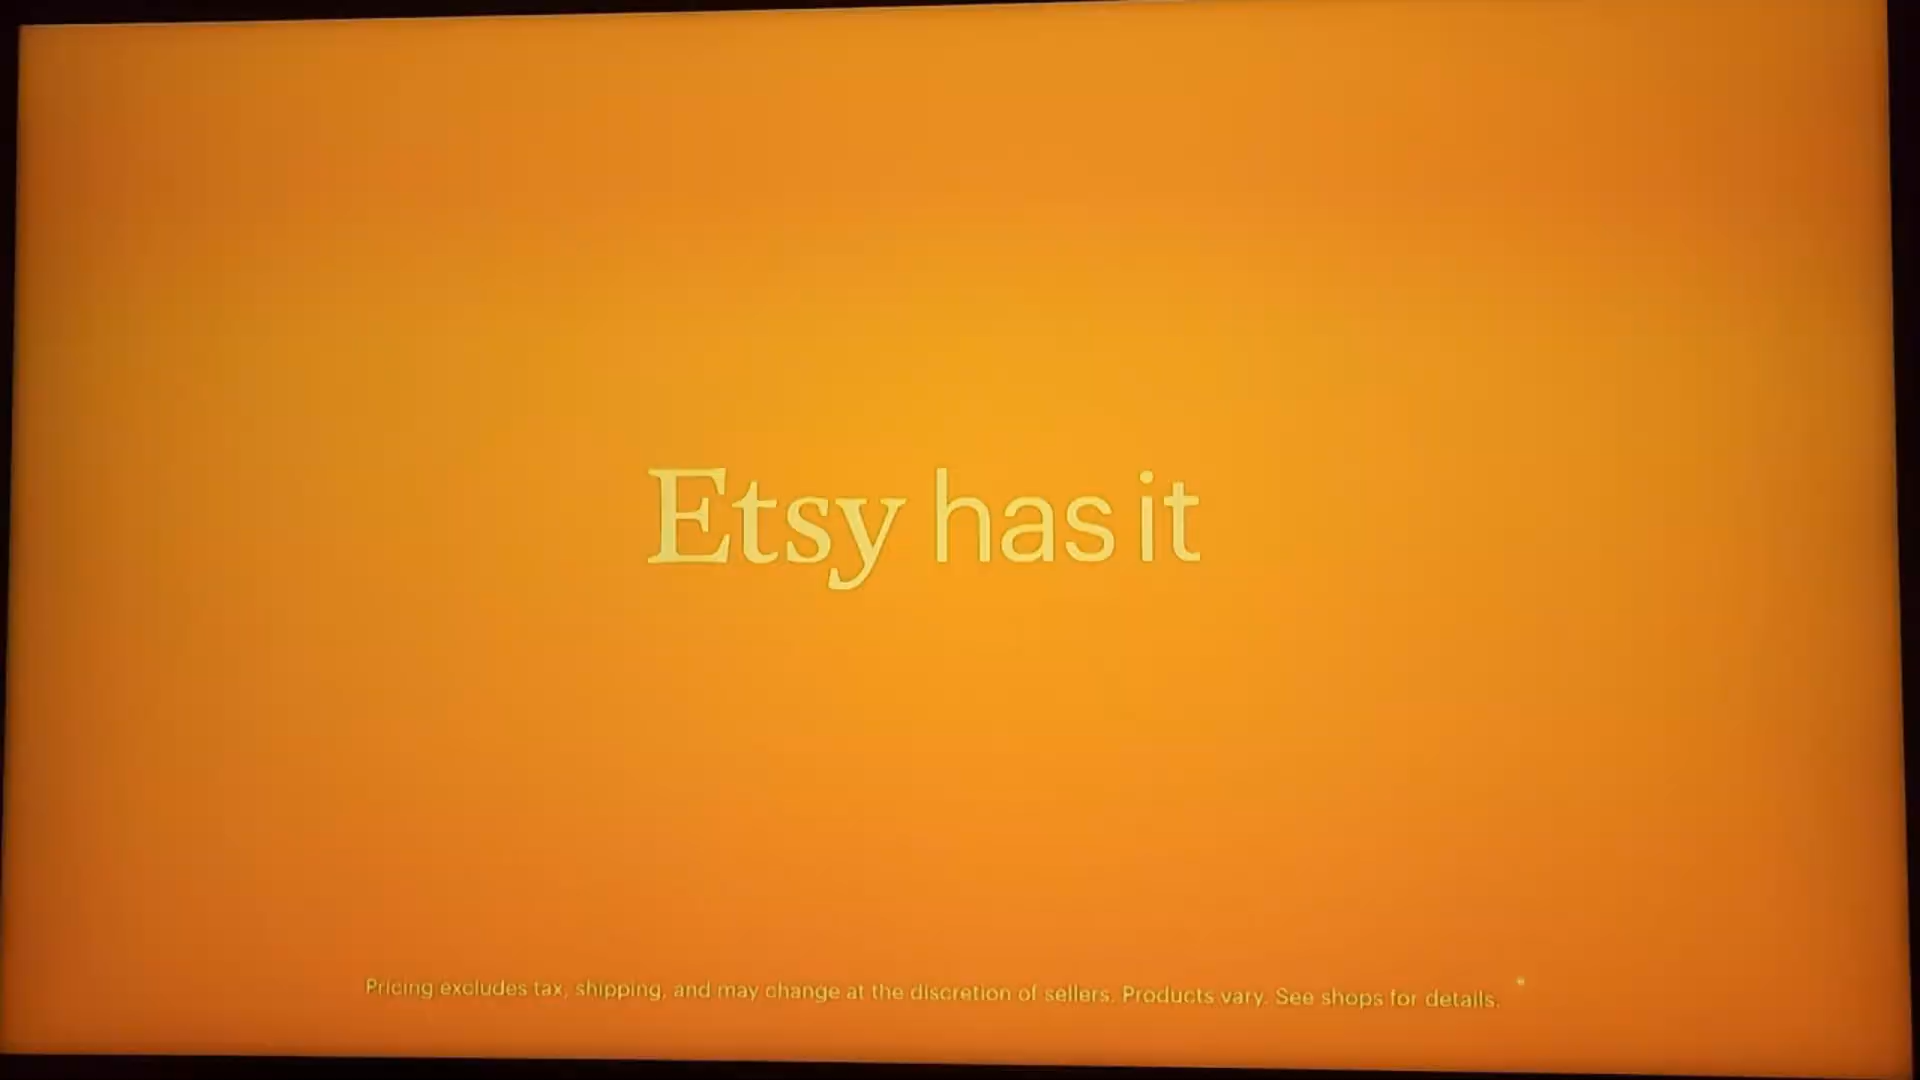 Etsy has it
Pricing excludes tax, shipping, and may change at the discretion of sellers. Products vary. See shops for details.